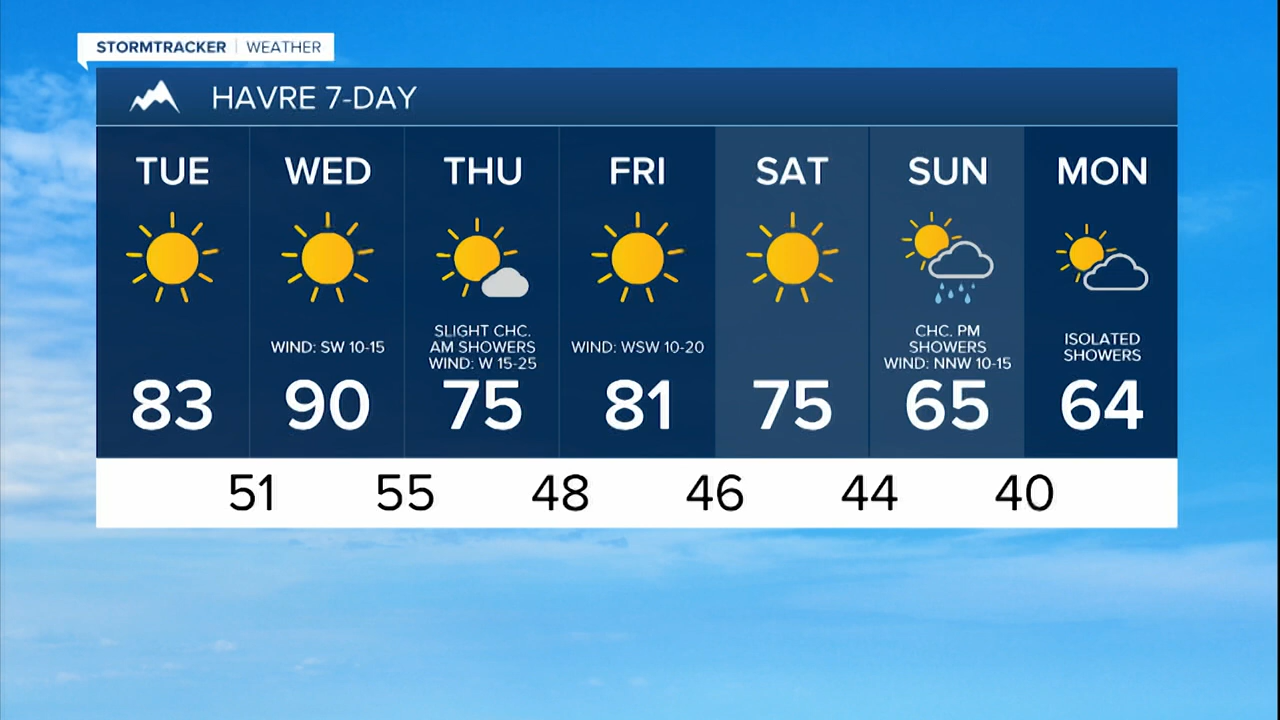 STORMTRACKER | WEATHER
HAVRE 7-DAY
TUE
WED
THU
FRI
SAT
SUN
MON
WIND: SW 10-15
SLIGHT CHC.
AM SHOWERS
WIND: W 15-25
WIND: WSW 10-20
CHC. PM
SHOWERS
WIND: NNW 10-15
ISOLATED
SHOWERS
83
90
75
81
75
65
64
51
55
48
46
44
40